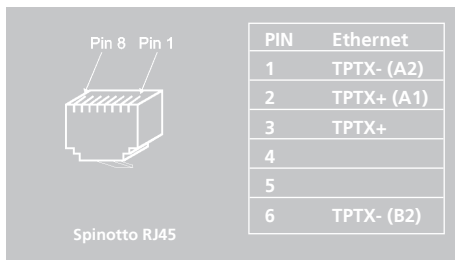 Pin 8 Pin 1
PIN Ethernet
1 TPTX- (A2)
2 TPTX+ (A1)
3 TPTX+
4
5
6 TPTX- (B2)
Spinotto RJ45